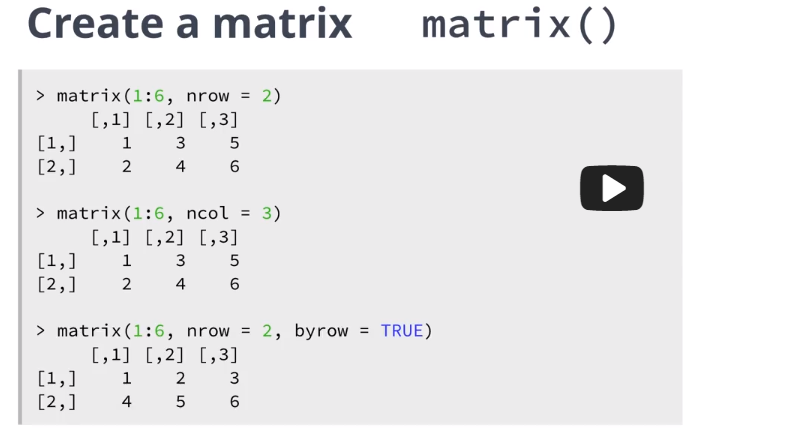 Create a matrix matrix()
> matrix(1:6, nrow = 2)
[,1] [,2] [,3]
[1,] 1 3 5
[2,] 2 4 6
> matrix(1:6, ncol = 3)
[,1] [,2] [,3]
[1,] 1 3 5
[2,] 2 4 6
> matrix(1:6, nrow = 2, byrow = TRUE)
[,1] [,2] [,3]
[1,] 1 2 3
[2,] 4 5 6